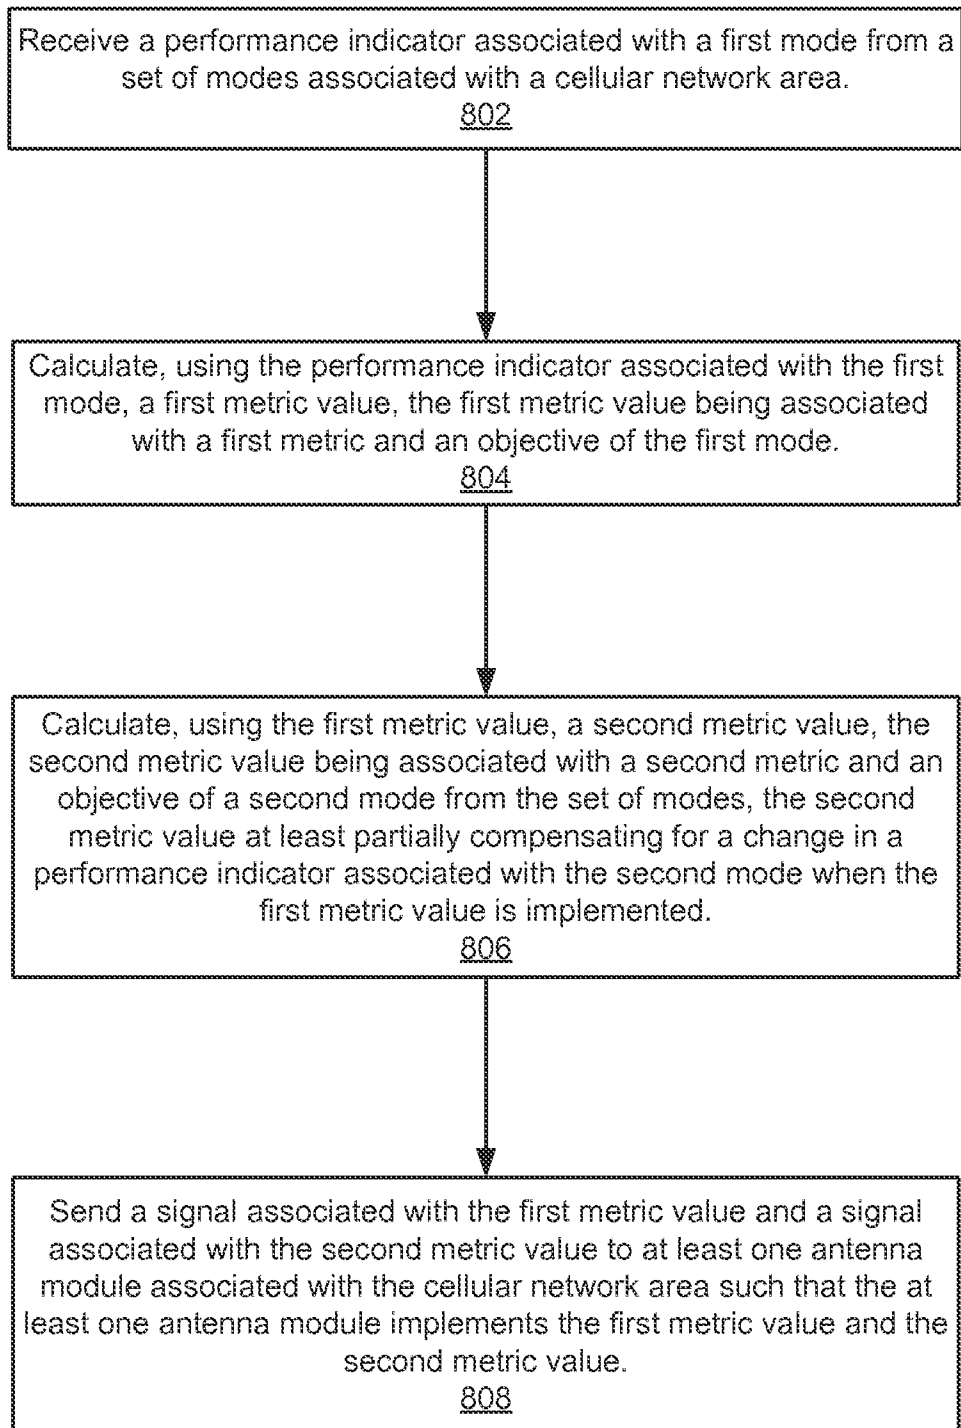 Receive a performance indicator associated with a first mode from a
set of modes associated with a cellular network area.
802
Calculate, using the performance indicator associated with the first
mode, a first metric value, the first metric value being associated
with a first metric and an objective of the first mode.
804
Calculate, using the first metric value, a second metric value, the
second metric value being associated with a second metric and an
objective of a second mode from the set of modes, the second
metric value at least partially compensating for a change in a
performance indicator associated with the second mode when the
first metric value is implemented.
806
Send a signal associated with the first metric value and a signal
associated with the second metric value to at least one antenna
module associated with the cellular network area such that the at
least one antenna module implements the first metric value and the
second metric value.
808